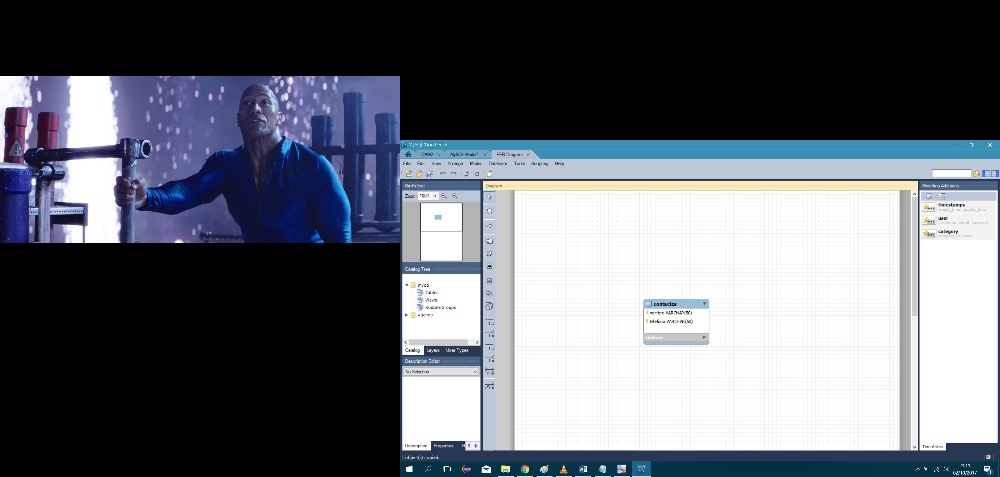 MySQL Workbench
DAM2
MySQL Model*
EER Diagram
File Edit View Arrange Model Database Tools Scripting Help
Bird's Eye
Zoom: 100%
Catalog Tree
mydb
Tables
Views
Routine Groups
agenda
Catalog Layers User Types
Description Editor
No Selection
Description Properties H
1 object(s) copied.
Diagram
1:1
1:n
1:1
1:n
n:m
1:n
contactos
nombre VARCHAR(50)
telefono VARCHAR(50)
Indexes
Modeling Additions
timestamps
create_time, update_time
user
username, email, password, ...
category
category_id, name
Templates
23:11
02/10/2017
1